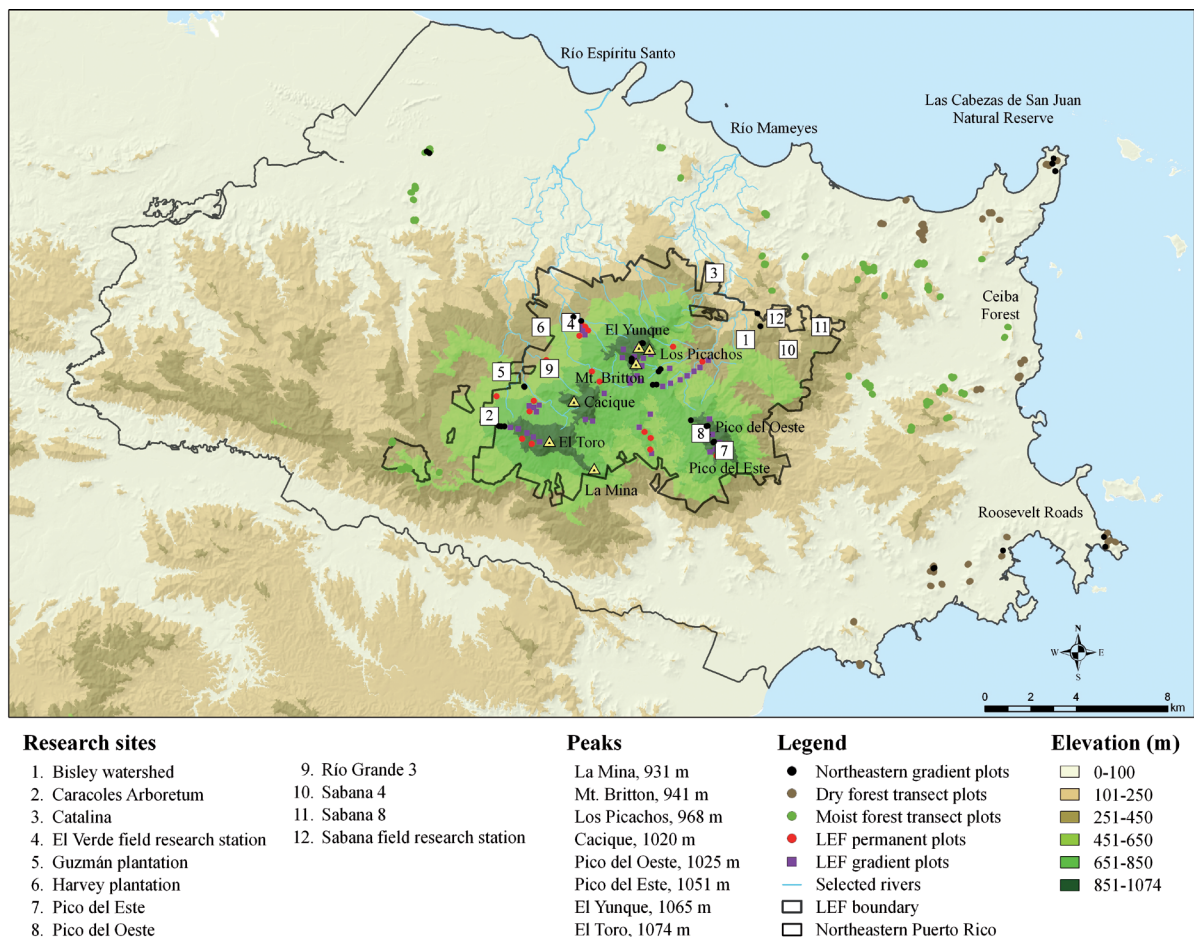 Río Espíritu Santo
Las Cabezas de San Juan
Natural Reserve
Río Mameyes
3
Ceiba
Forest
6
4
12
11
El Yunque
1
Los Picachos
10
5
9
Mt. Britton
Cacique
2
Pico del Oeste
8
El Toro
7
Pico del Este
La Mina
Roosevelt Roads
N
W
E
S
0 2 4 8
km
Research sites
1. Bisley watershed
2. Caracoles Arboretum
3. Catalina
4. El Verde field research station
5. Guzmán plantation
6. Harvey plantation
7. Pico del Este
8. Pico del Oeste
9. Río Grande 3
10. Sabana 4
11. Sabana 8
12. Sabana field research station
Peaks
La Mina, 931 m
Mt. Britton, 941 m
Los Picachos, 968 m
Cacique, 1020 m
Pico del Oeste, 1025 m
Pico del Este, 1051 m
El Yunque, 1065 m
El Toro, 1074 m
Legend
Northeastern gradient plots
Dry forest transect plots
Moist forest transect plots
LEF permanent plots
LEF gradient plots
Selected rivers
LEF boundary
Northeastern Puerto Rico
Elevation (m)
0-100
101-250
251-450
451-650
651-850
851-1074